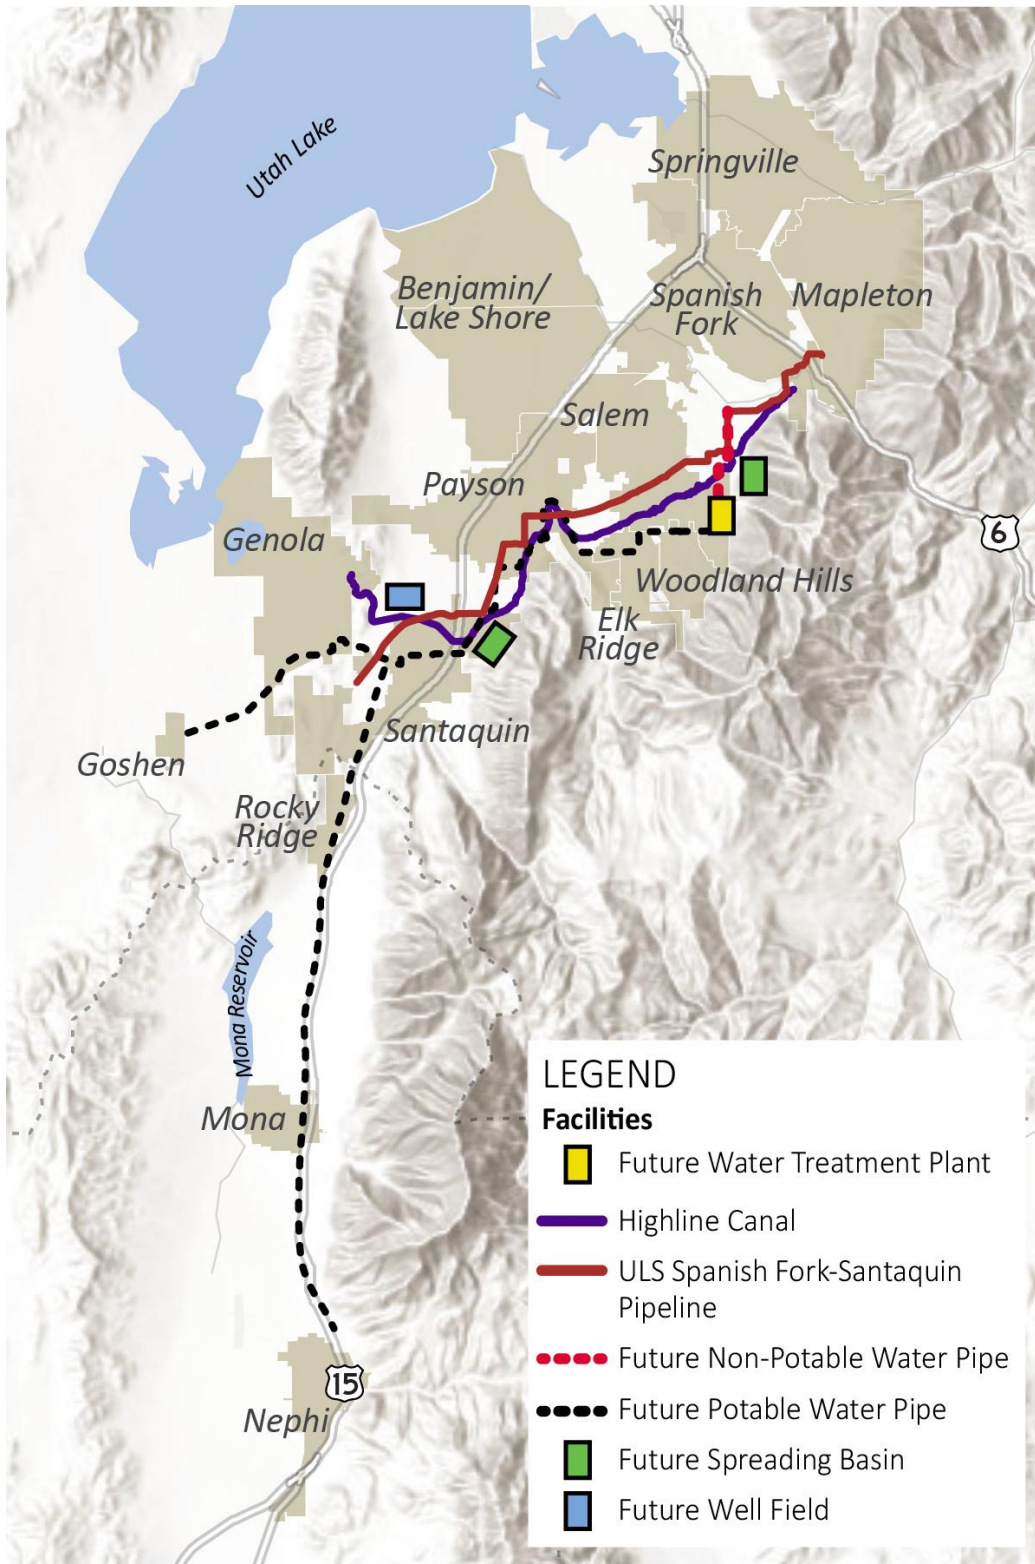 Utah Lake
Springville
Benjamin/
Lake Shore
Spanish
Fork
Mapleton
Salem
Payson
Genola
6
Woodland Hills
Elk
Ridge
Santaquin
Goshen
Rocky
Ridge
Mona Reservoir
Mona
15
Nephi
LEGEND
Facilities
Future Water Treatment Plant
Highline Canal
ULS Spanish Fork-Santaquin
Pipeline
Future Non-Potable Water Pipe
Future Potable Water Pipe
Future Spreading Basin
Future Well Field